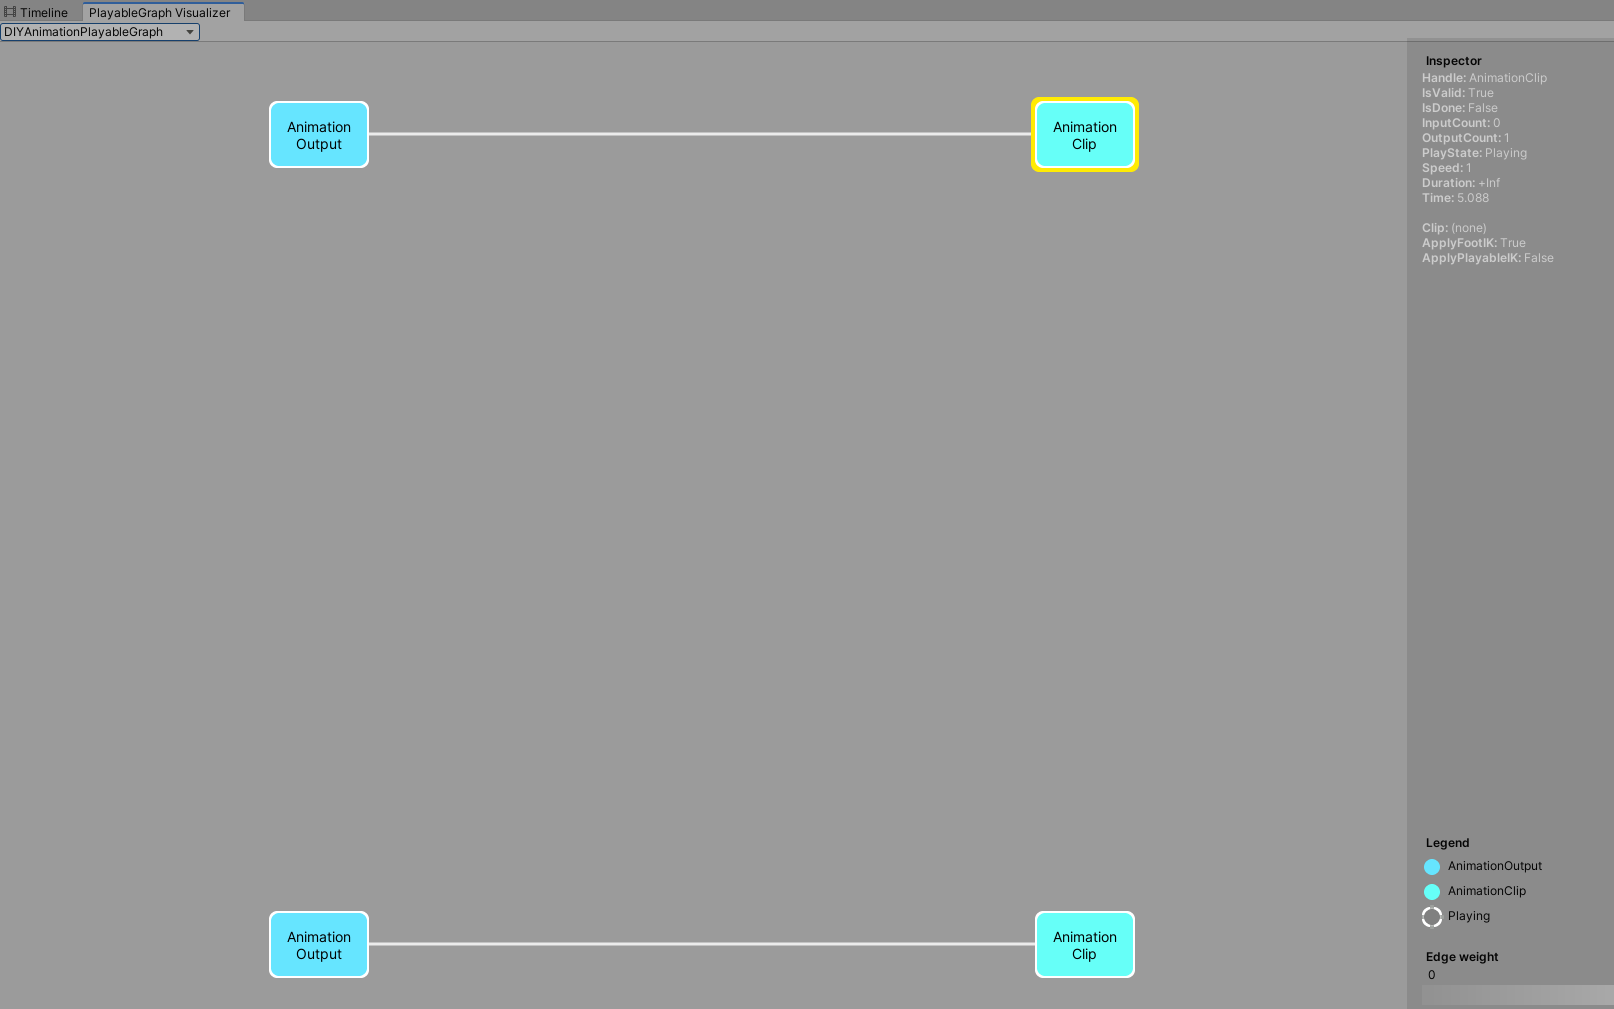 Timeline
PlayableGraph Visualizer
DIYAnimationPlayableGraph
Animation
Output
Animation
Clip
Animation
Output
Animation
Clip
Inspector
Handle: AnimationClip
IsValid: True
IsDone: False
InputCount: 0
OutputCount: 1
PlayState: Playing
Speed: 1
Duration: +Inf
Time: 5.088
Clip: (none)
ApplyFootIK: True
ApplyPlayableIK: False
Legend
AnimationOutput
AnimationClip
Playing
Edge weight
0